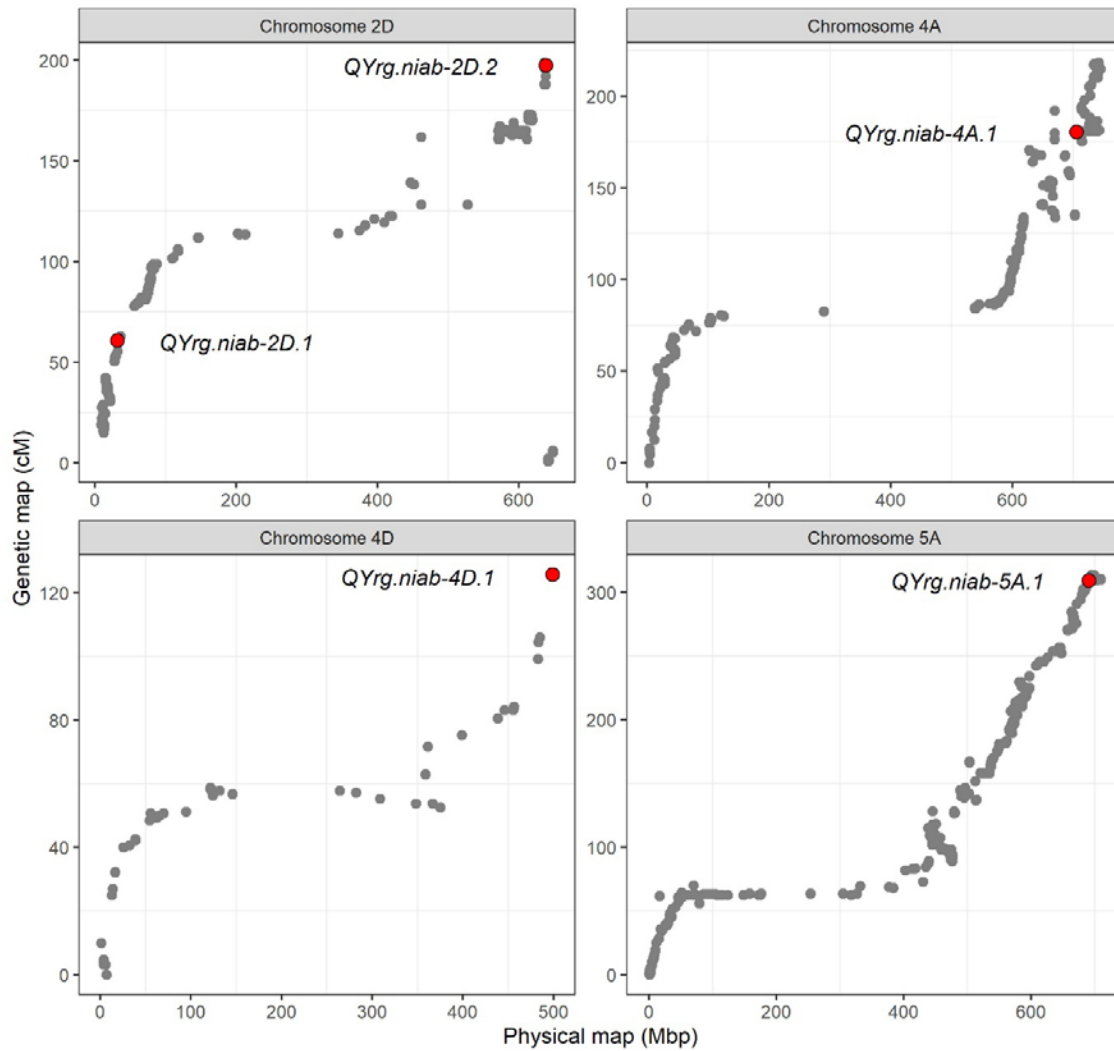 Chromosome 2D
Chromosome 4A
200
150
100
50
0
QYrg.niab-2D.2
QYrg.niab-2D.1
0 200 400 600
200
150
100
50
0
QYrg.niab-4A.1
0 200 400 600
Genetic map (cM)
Chromosome 4D
Chromosome 5A
120
80
40
0
QYrg.niab-4D.1
0 100 200 300 400 500
300
200
100
0
QYrg.niab-5A.1
0 200 400 600
Physical map (Mbp)